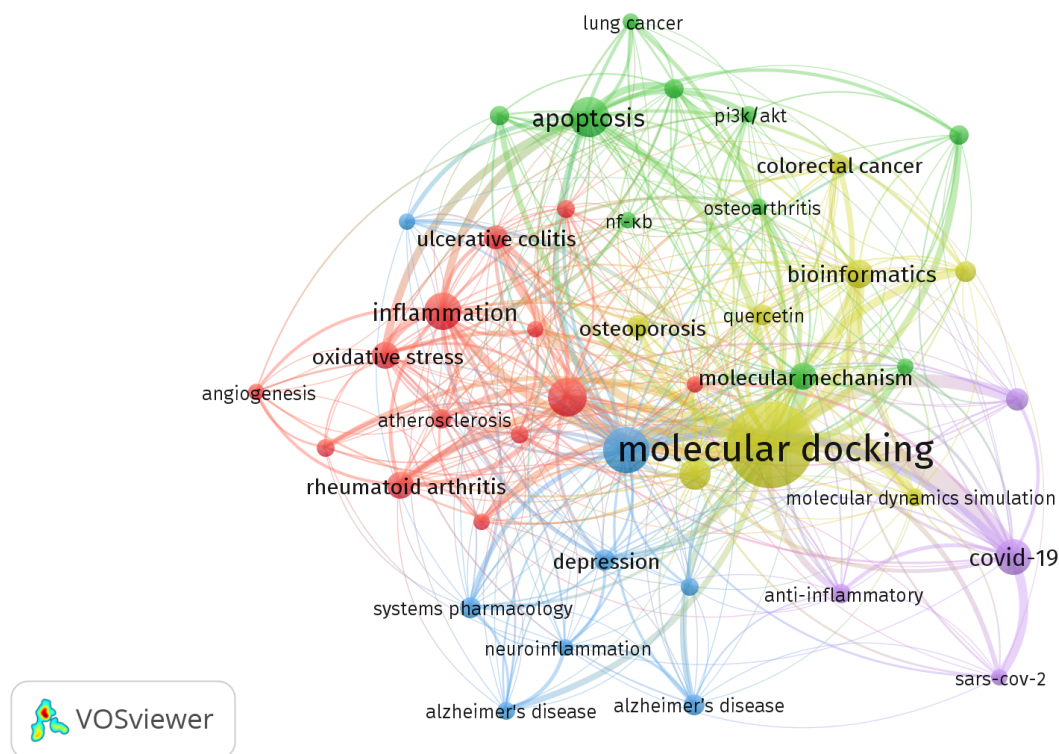 lung cancer
apoptosis
pi3k/akt
colorectal cancer
osteoarthritis
nf-κb
ulcerative colitis
bioinformatics
inflammation
quercetin
osteoporosis
oxidative stress
molecular mechanism
angiogenesis
atherosclerosis
molecular docking
rheumatoid arthritis
molecular dynamics simulation
covid-19
depression
anti-inflammatory
systems pharmacology
neuroinflammation
sars-cov-2
alzheimer's disease
alzheimer's disease
VOSviewer